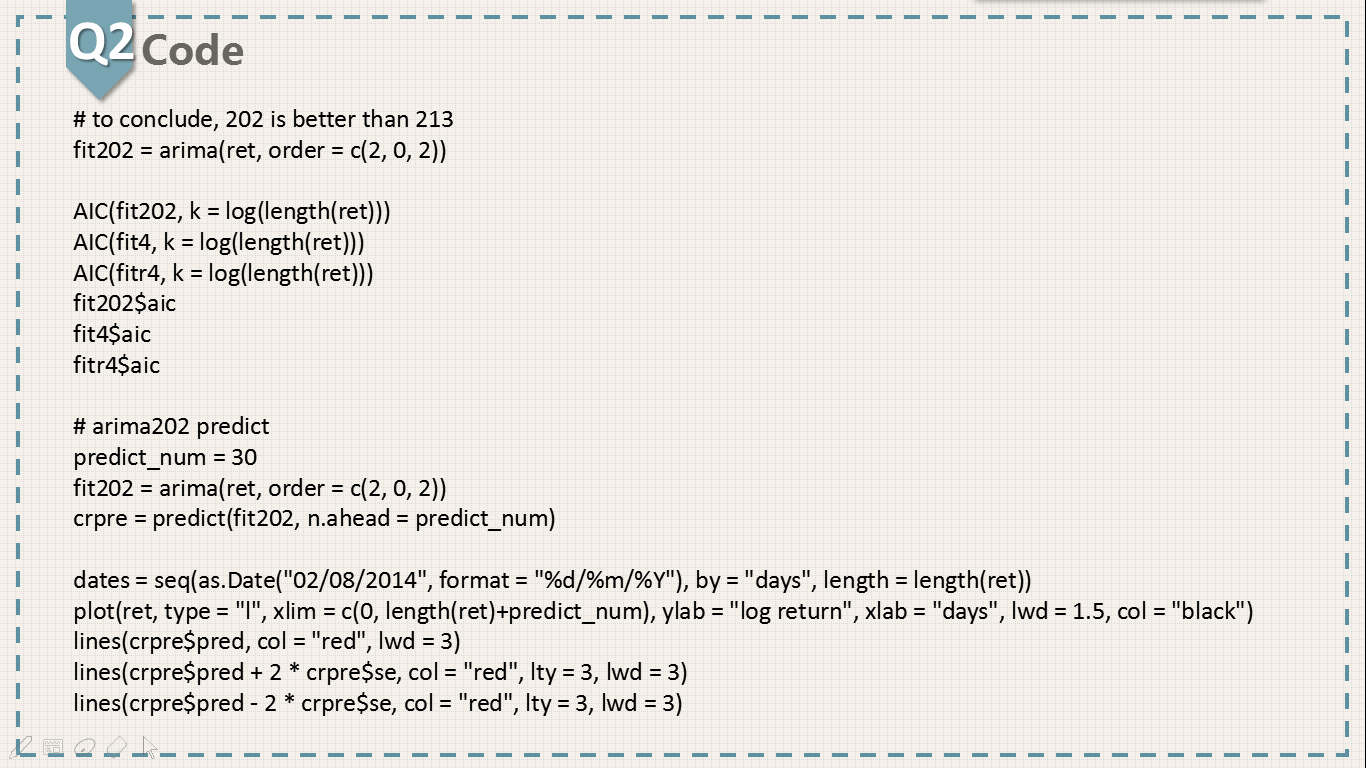 Q2 Code
# to conclude, 202 is better than 213
fit202 = arima(ret, order = c(2, 0, 2))
AIC(fit202, k = log(length(ret)))
AIC(fit4, k = log(length(ret)))
AIC(fitr4, k = log(length(ret)))
fit202$aic
fit4$aic
fitr4$aic
# arima202 predict
predict_num = 30
fit202 = arima(ret, order = c(2, 0, 2))
crpre = predict(fit202, n.ahead = predict_num)
dates = seq(as.Date("02/08/2014", format = "%d/%m/%Y"), by = "days", length = length(ret))
plot(ret, type = "l", xlim = c(0, length(ret)+predict_num), ylab = "log return", xlab = "days", lwd = 1.5, col = "black")
lines(crpre$pred, col = "red", lwd = 3)
lines(crpre$pred + 2 * crpre$se, col = "red", lty = 3, lwd = 3)
lines(crpre$pred - 2 * crpre$se, col = "red", lty = 3, lwd = 3)